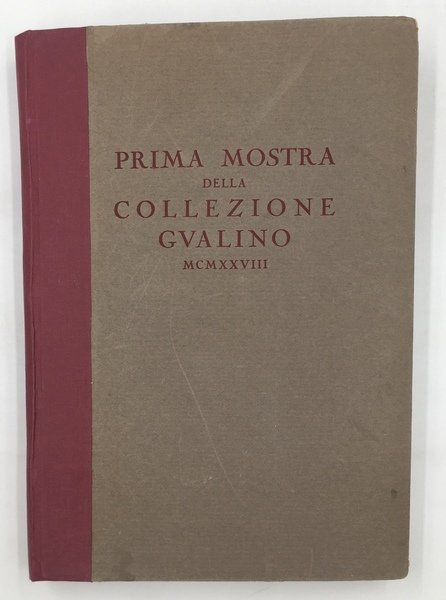 PRIMA MOSTRA
DELLA
COLLEZIONE
GVALINO
MCMXXVIII